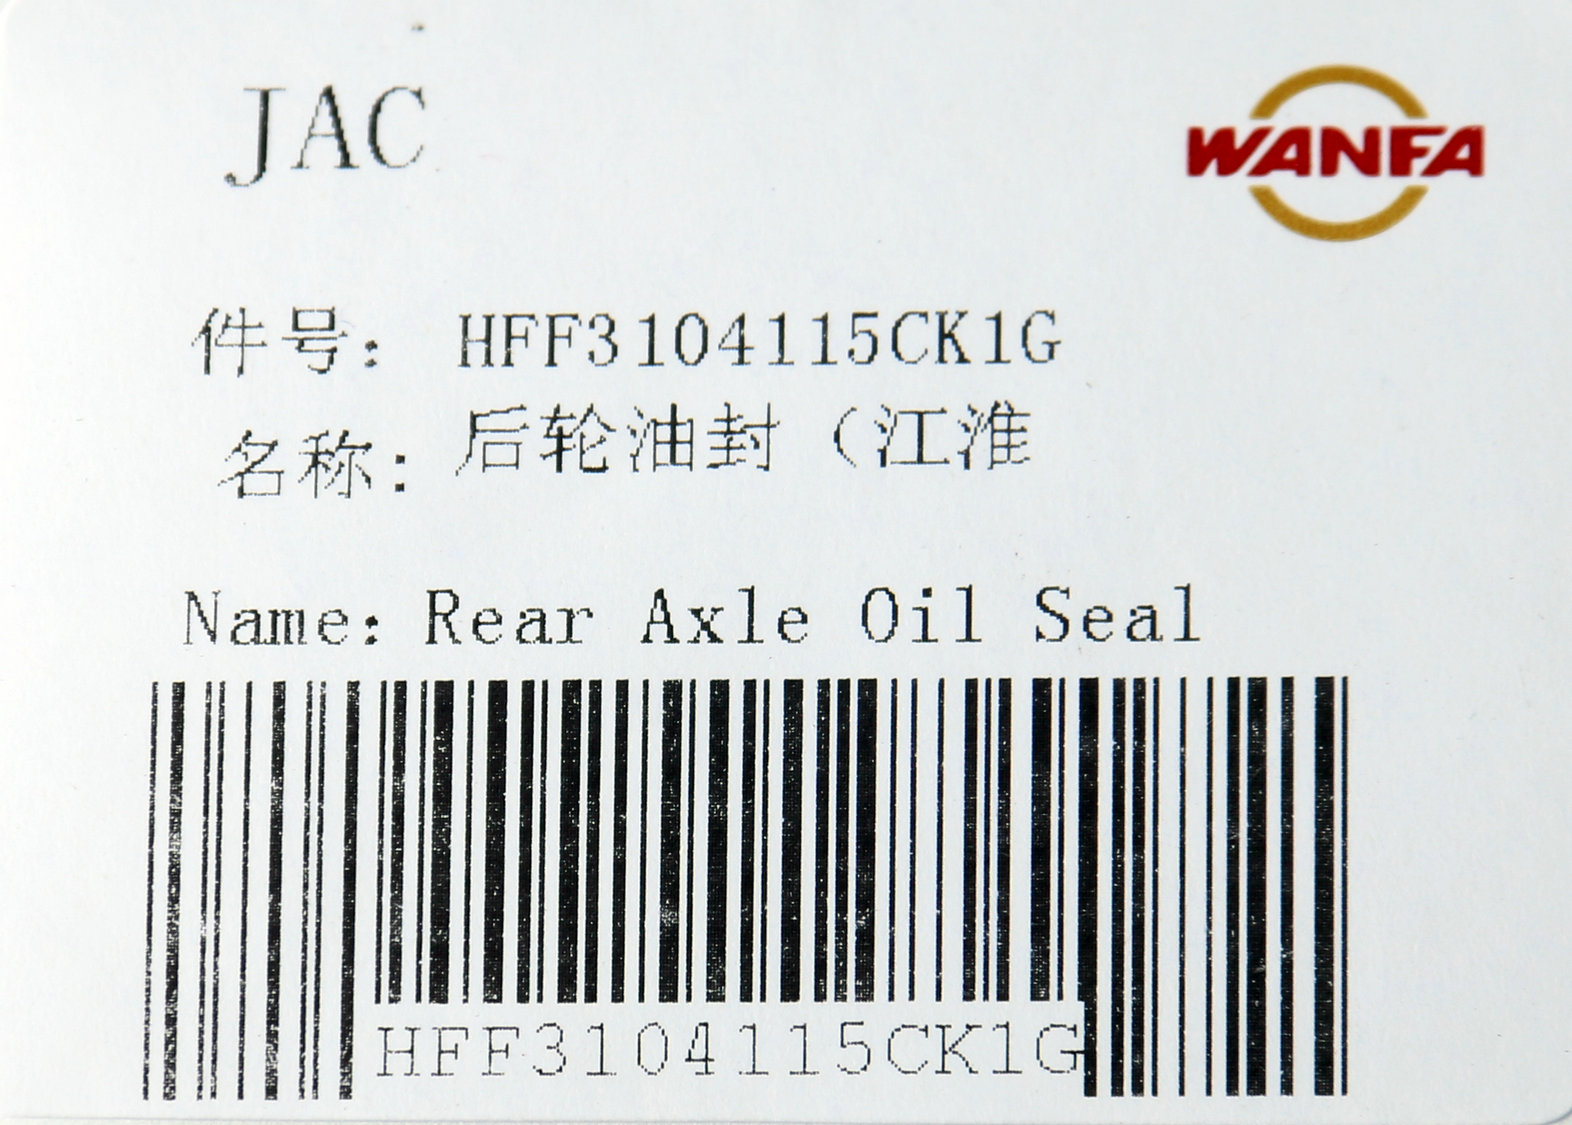 JAC
WANFA
件号: HFF3104115CK1G
名称: 后轮油封（江淮
Name: Rear Axle Oil Seal
HFF3104115CK1G